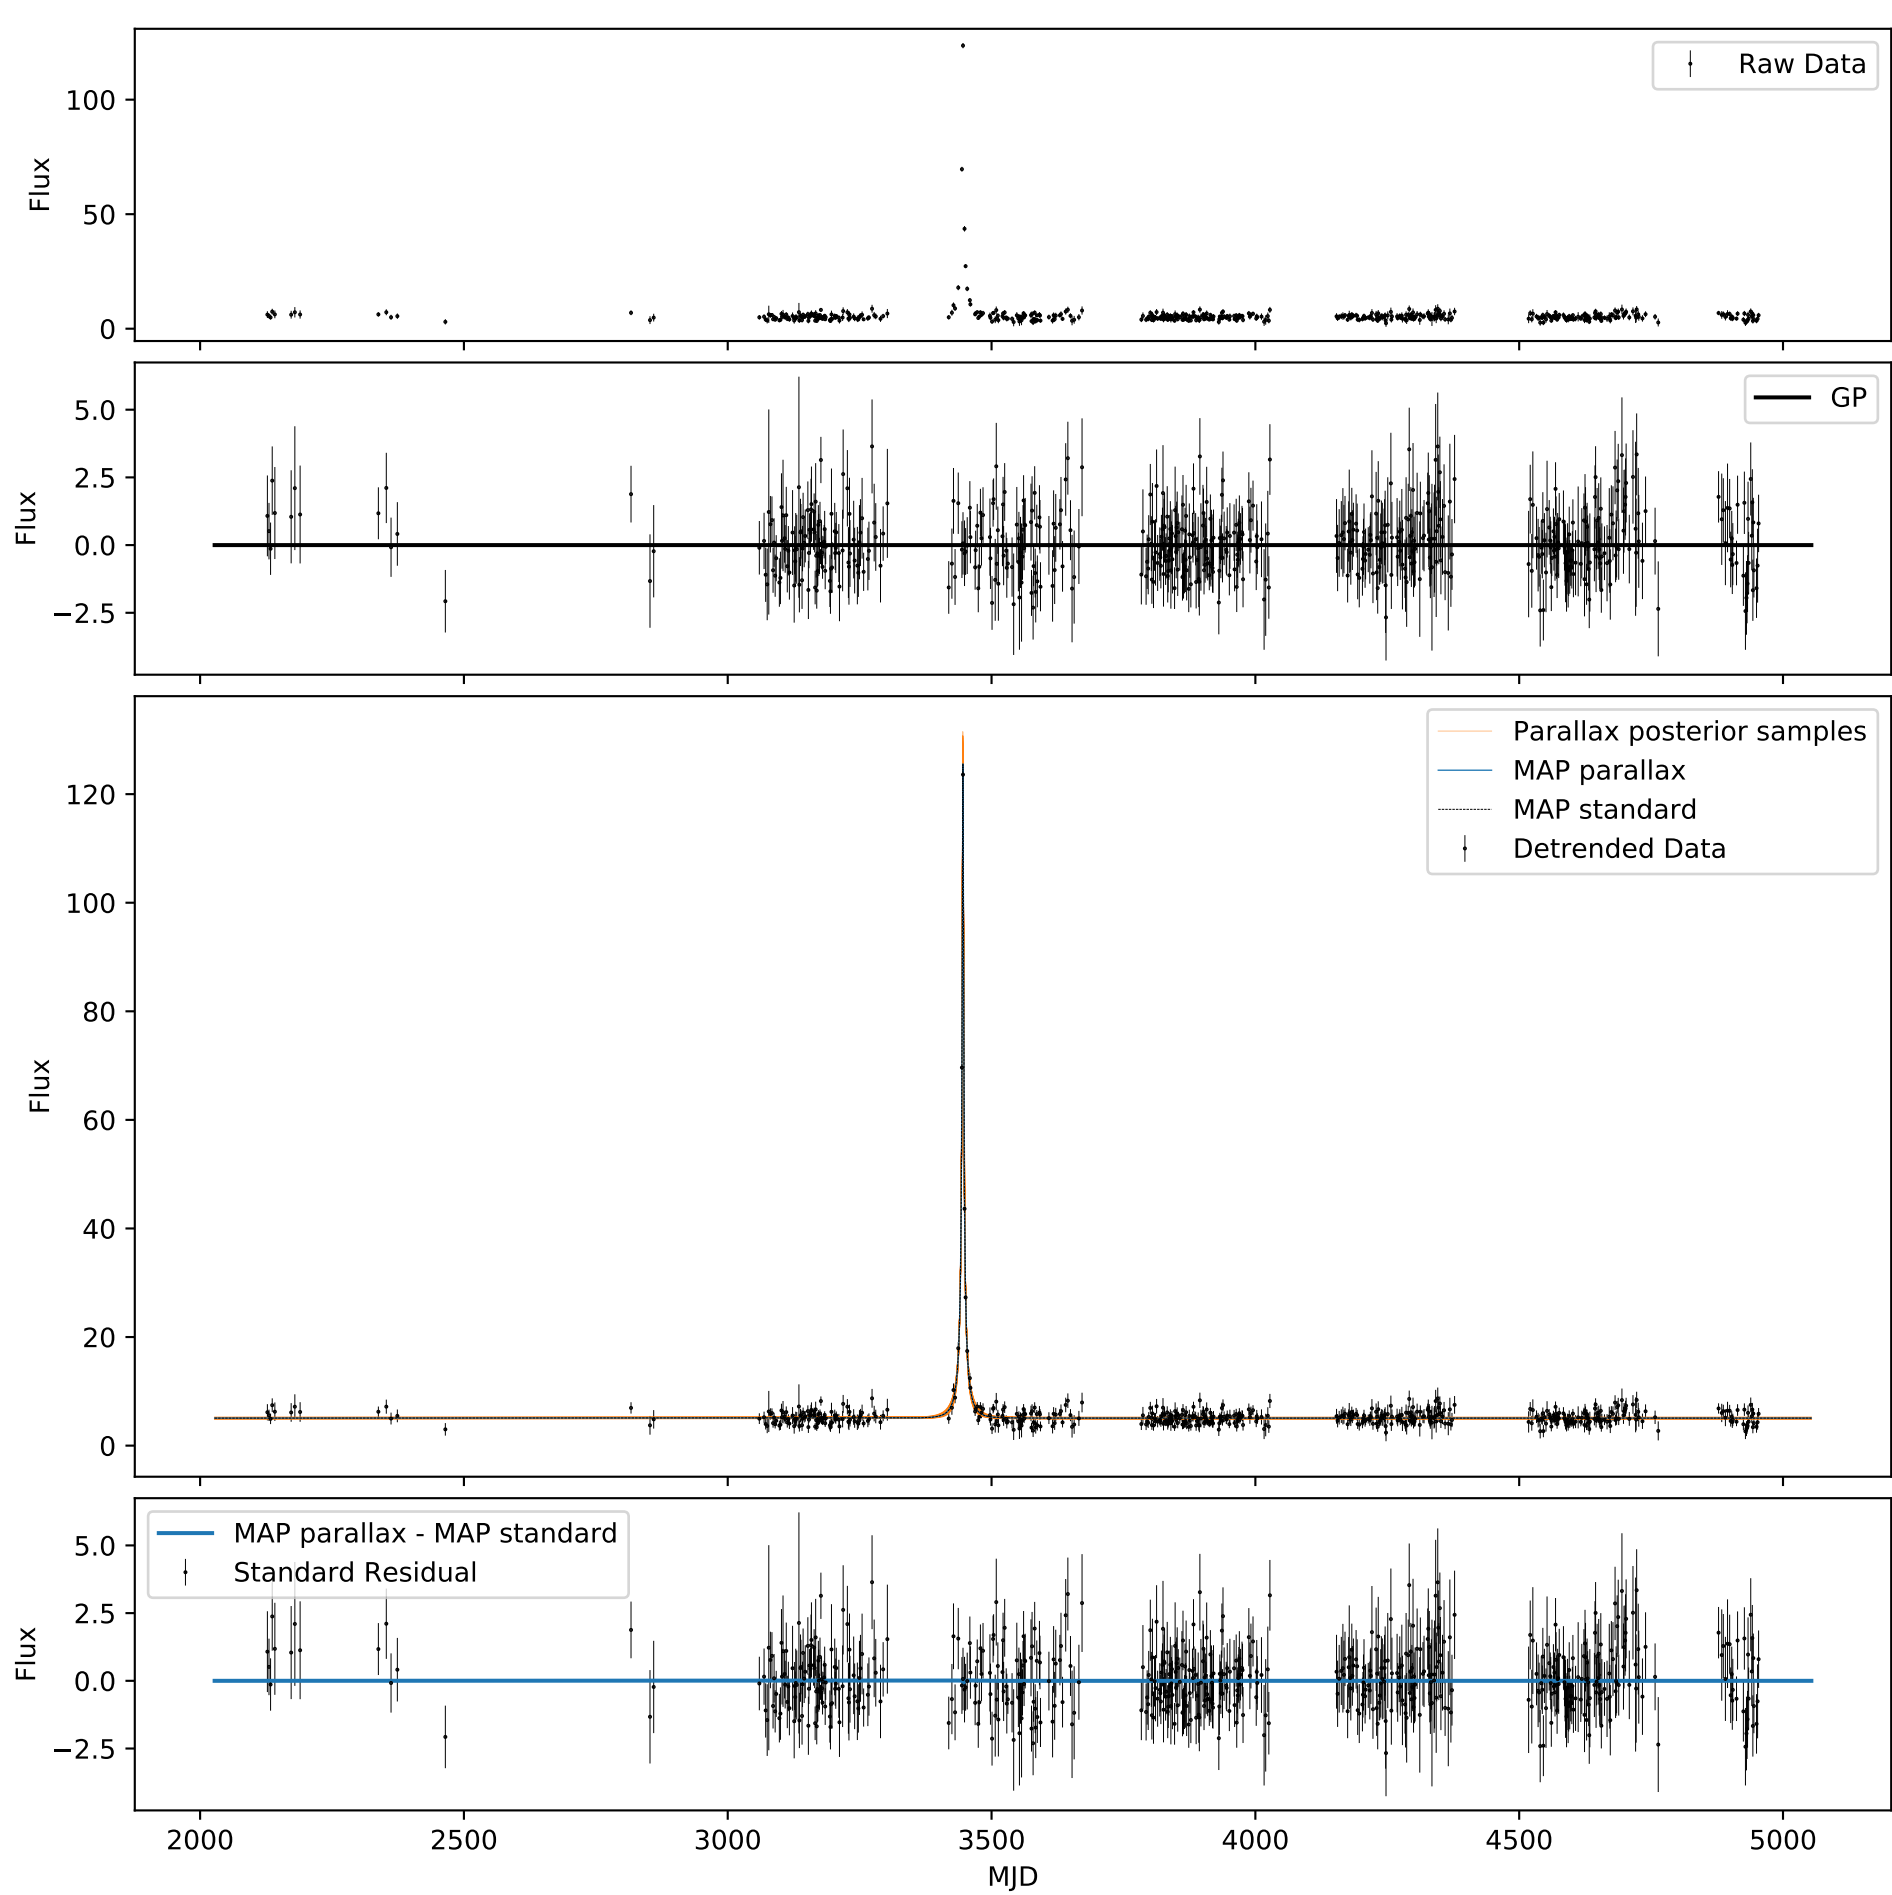 Flux
100
50
0
Raw Data
Flux
5.0
2.5
0.0
−2.5
GP
Flux
120
100
80
60
40
20
0
Parallax posterior samples
MAP parallax
MAP standard
Detrended Data
Flux
5.0
2.5
0.0
−2.5
MAP parallax - MAP standard
Standard Residual
2000 2500 3000 3500 4000 4500 5000
MJD